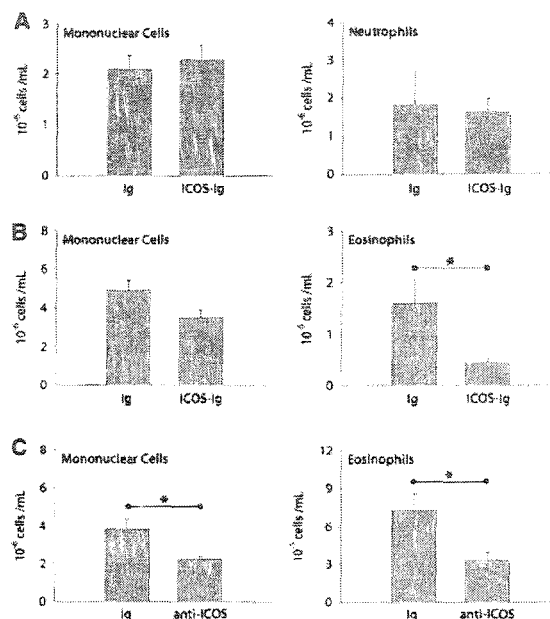 A
Mononuclear Cells
10⁻⁶ cells /mL
3
2
1
0
Ig
ICOS-Ig
Neutrophils
10⁻⁶ cells /mL
4
3
2
1
0
Ig
ICOS-Ig
B
Mononuclear Cells
10⁻⁶ cells /mL
8
6
4
2
0
Ig
ICOS-Ig
Eosinophils
*
10⁻⁶ cells /mL
3
2
1
0
Ig
ICOS-Ig
C
Mononuclear Cells
*
10⁻⁶ cells /mL
8
6
4
2
0
Ig
anti-ICOS
Eosinophils
*
cells /mL
12
9
6
3
0
Ig
anti-ICOS